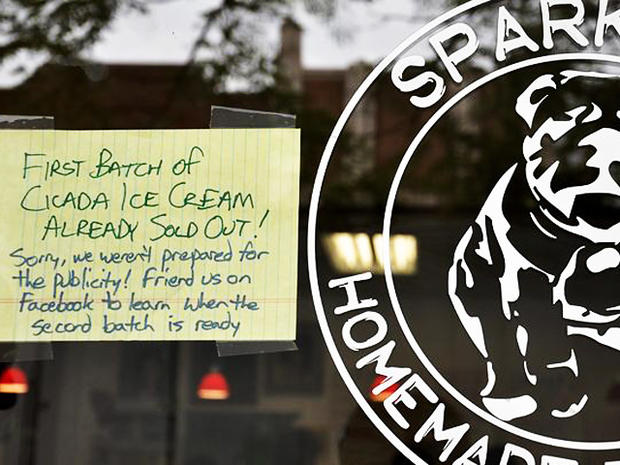 FIRST BATCH OF
CICADA ICE CREAM
ALREADY SOLD OUT!
Sorry, we weren't prepared for
the publicity! Friend us on
Facebook to learn when the
second batch is ready
SPARK
HOMEMADE